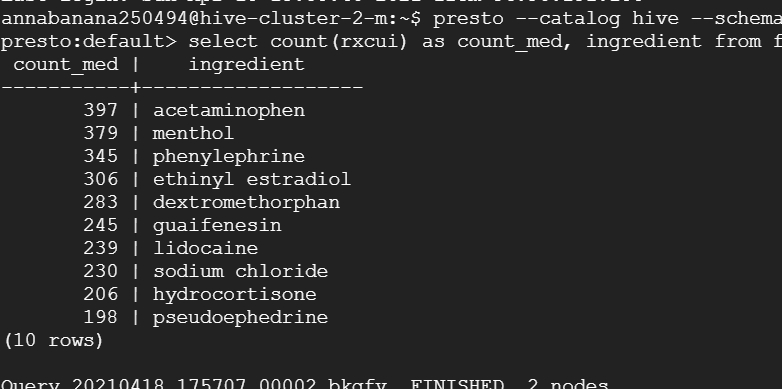 annabanana250494@hive-cluster-2-m:~$ presto --catalog hive --schema
presto:default> select count(rxcui) as count_med, ingredient from f
count_med | ingredient
-----------+-------------------
397 | acetaminophen
379 | menthol
345 | phenylephrine
306 | ethinyl estradiol
283 | dextromethorphan
245 | guaifenesin
239 | lidocaine
230 | sodium chloride
206 | hydrocortisone
198 | pseudoephedrine
(10 rows)
Query 20210418_175707_00002_bkgfy, FINISHED, 2 nodes